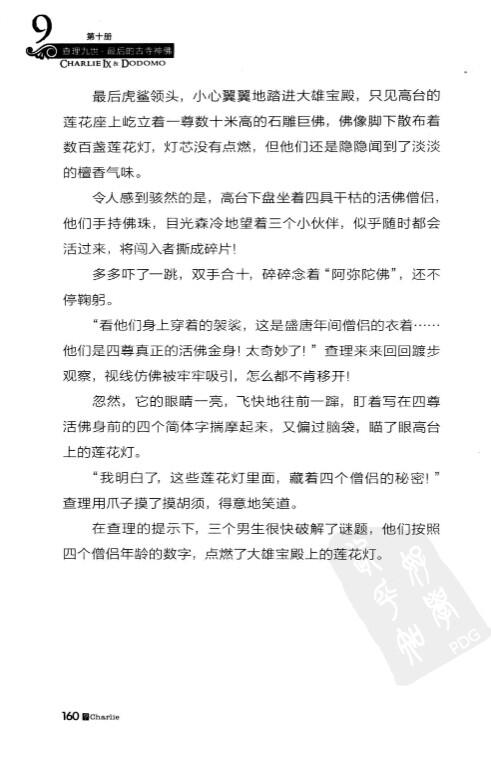 9
第十册
查理九世·最后的古寺神佛
CHARLIE IX & DODOMO
最后虎鲨领头，小心翼翼地踏进大雄宝殿，只见高台的
莲花座上屹立着一尊数十米高的石雕巨佛，佛像脚下散布着
数百盏莲花灯，灯芯没有点燃，但他们还是隐隐闻到了淡淡
的檀香气味。
令人感到骇然的是，高台下盘坐着四具干枯的活佛僧侣，
他们手持佛珠，目光森冷地望着三个小伙伴，似乎随时都会
活过来，将闯入者撕成碎片！
多多吓了一跳，双手合十，碎碎念着“阿弥陀佛”，还不
停鞠躬。
“看他们身上穿着的袈裟，这是盛唐年间僧侣的衣着……
他们是四尊真正的活佛金身！太奇妙了！”查理来来回回踱步
观察，视线仿佛被牢牢吸引，怎么都不肯移开！
忽然，它的眼睛一亮，飞快地往前一蹿，盯着写在四尊
活佛身前的四个简体字揣摩起来，又偏过脑袋，瞄了眼高台
上的莲花灯。
“我明白了，这些莲花灯里面，藏着四个僧侣的秘密！”
查理用爪子摸了摸胡须，得意地笑道。
在查理的提示下，三个男生很快破解了谜题，他们按照
四个僧侣年龄的数字，点燃了大雄宝殿上的莲花灯。
PDG
160 Charlie